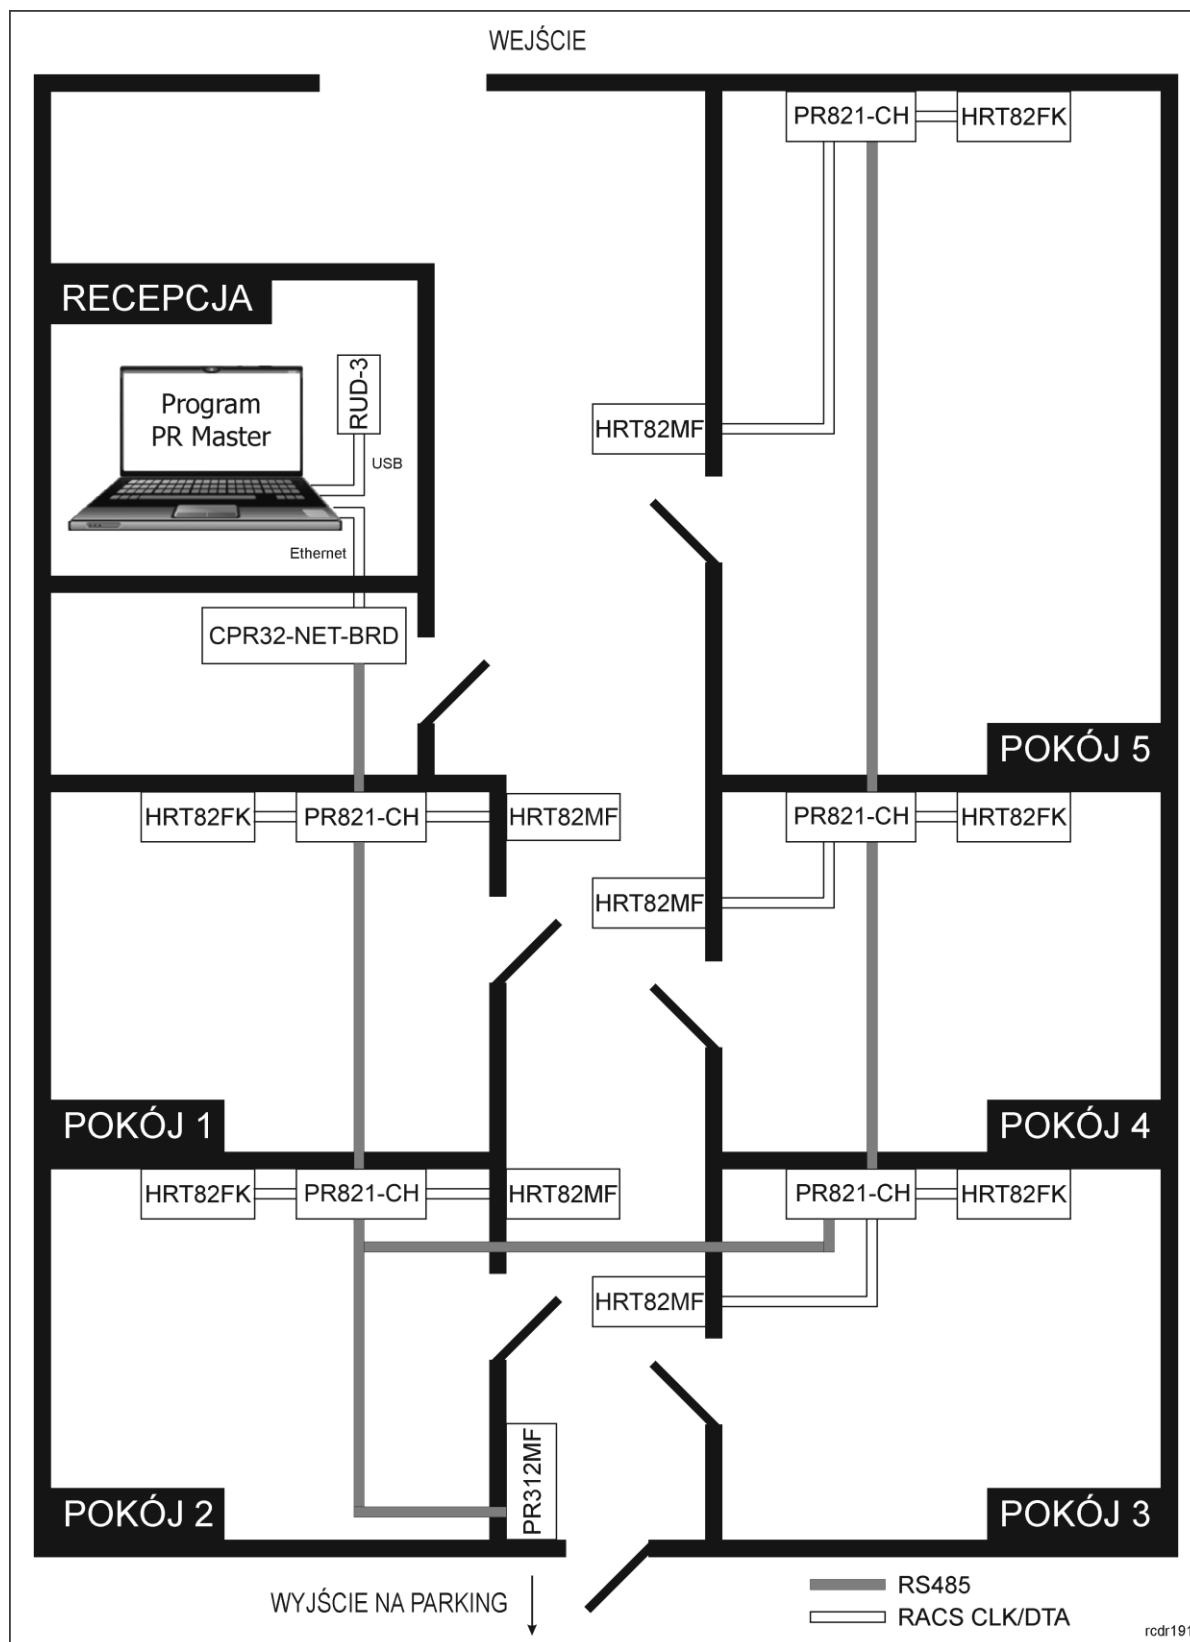 WEJŚCIE
PR821-CH
HRT82FK
RECEPCJA
Program
PR Master
RUD-3
USB
HRT82MF
Ethernet
CPR32-NET-BRD
POKÓJ 5
HRT82FK
PR821-CH
HRT82MF
PR821-CH
HRT82FK
HRT82MF
POKÓJ 1
POKÓJ 4
HRT82FK
PR821-CH
HRT82MF
PR821-CH
HRT82FK
HRT82MF
PR312MF
POKÓJ 2
POKÓJ 3
WYJŚCIE NA PARKING
RS485
RACS CLK/DTA
rcdr191